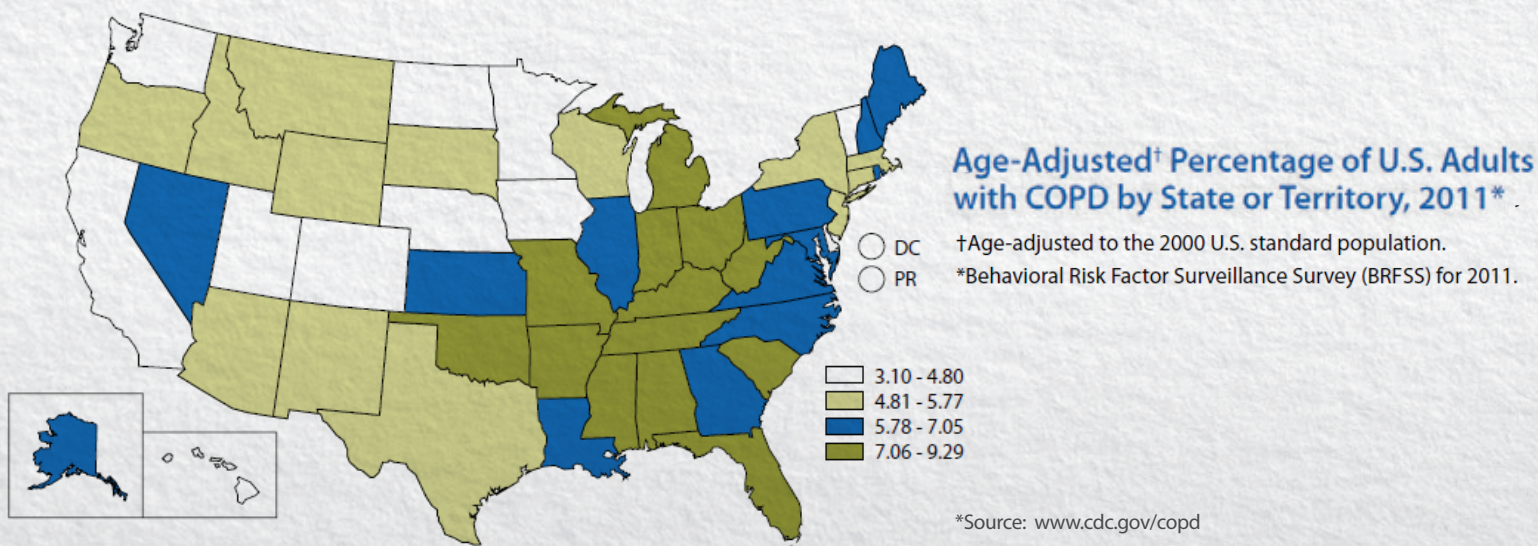 Age-Adjusted† Percentage of U.S. Adults
with COPD by State or Territory, 2011*
†Age-adjusted to the 2000 U.S. standard population.
*Behavioral Risk Factor Surveillance Survey (BRFSS) for 2011.
DC
PR
3.10 - 4.80
4.81 - 5.77
5.78 - 7.05
7.06 - 9.29
*Source: www.cdc.gov/copd